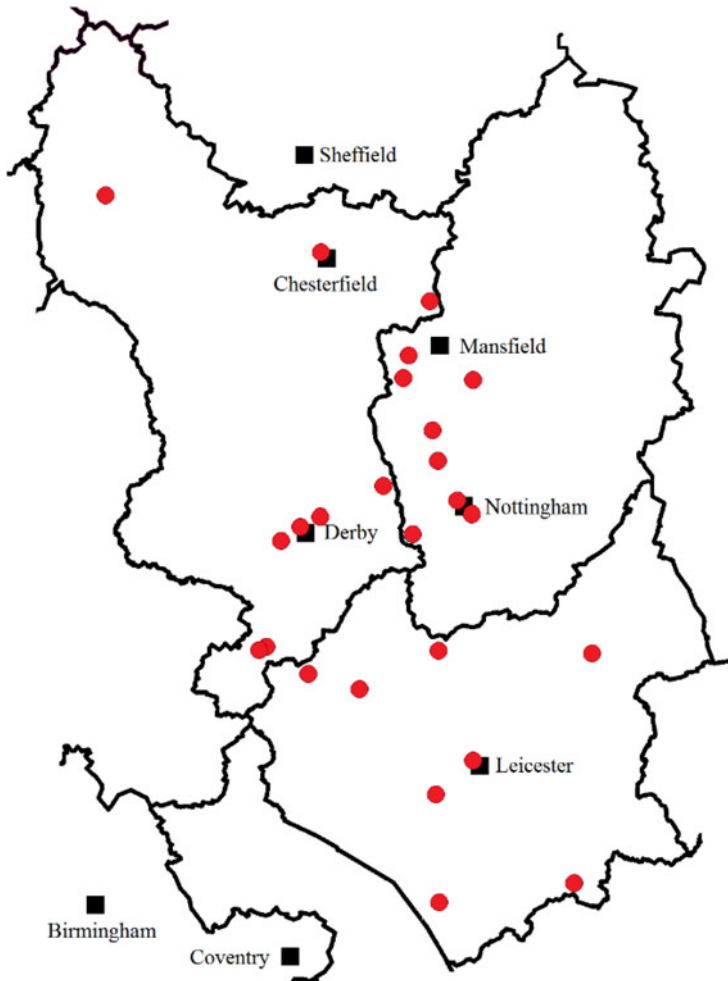 Sheffield
Chesterfield
Mansfield
Nottingham
Derby
Leicester
Birmingham
Coventry